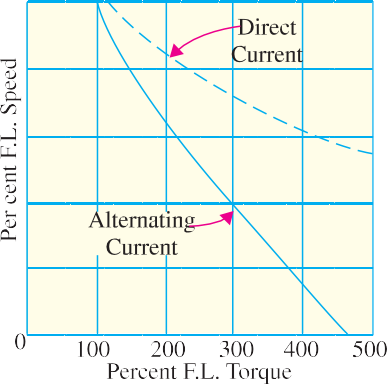 Direct
Current
Per cent F.L. Speed
Alternating
Current
0
100
200
300
400
500
Percent F.L. Torque